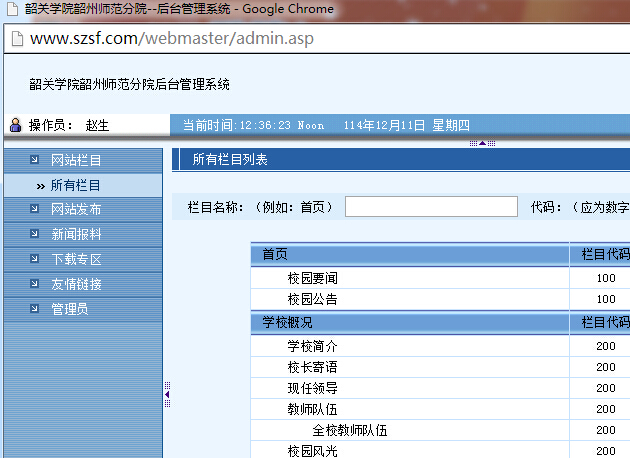 韶关学院韶州师范分院--后台管理系统 - Google Chrome
www.szsf.com/webmaster/admin.asp
韶关学院韶州师范分院后台管理系统
操作员： 赵生 当前时间:12:36:23 Noon 114年12月11日 星期四
网站栏目
所有栏目
网站发布
新闻报料
下载专区
友情链接
管理员
所有栏目列表
栏目名称：（例如：首页） 代码：（应为数字
首页 栏目代码
校园要闻 100
校园公告 100
学校概况 栏目代码
学校简介 200
校长寄语 200
现任领导 200
教师队伍 200
全校教师队伍 200
校园风光 200